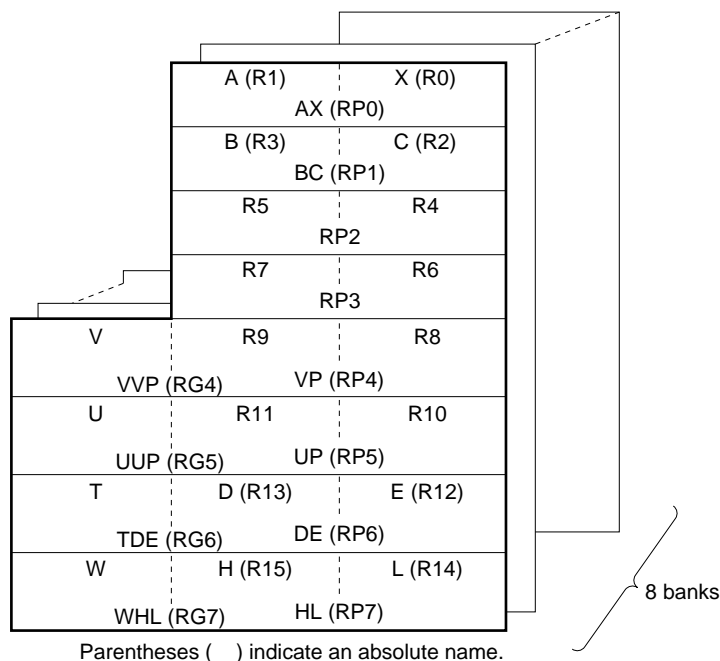 A (R1) X (R0)
AX (RP0)
B (R3) C (R2)
BC (RP1)
R5 R4
RP2
R7 R6
RP3
V R9 R8
VVP (RG4) VP (RP4)
U R11 R10
UUP (RG5) UP (RP5)
T D (R13) E (R12)
TDE (RG6) DE (RP6)
W H (R15) L (R14)
WHL (RG7) HL (RP7)
8 banks
Parentheses ( ) indicate an absolute name.